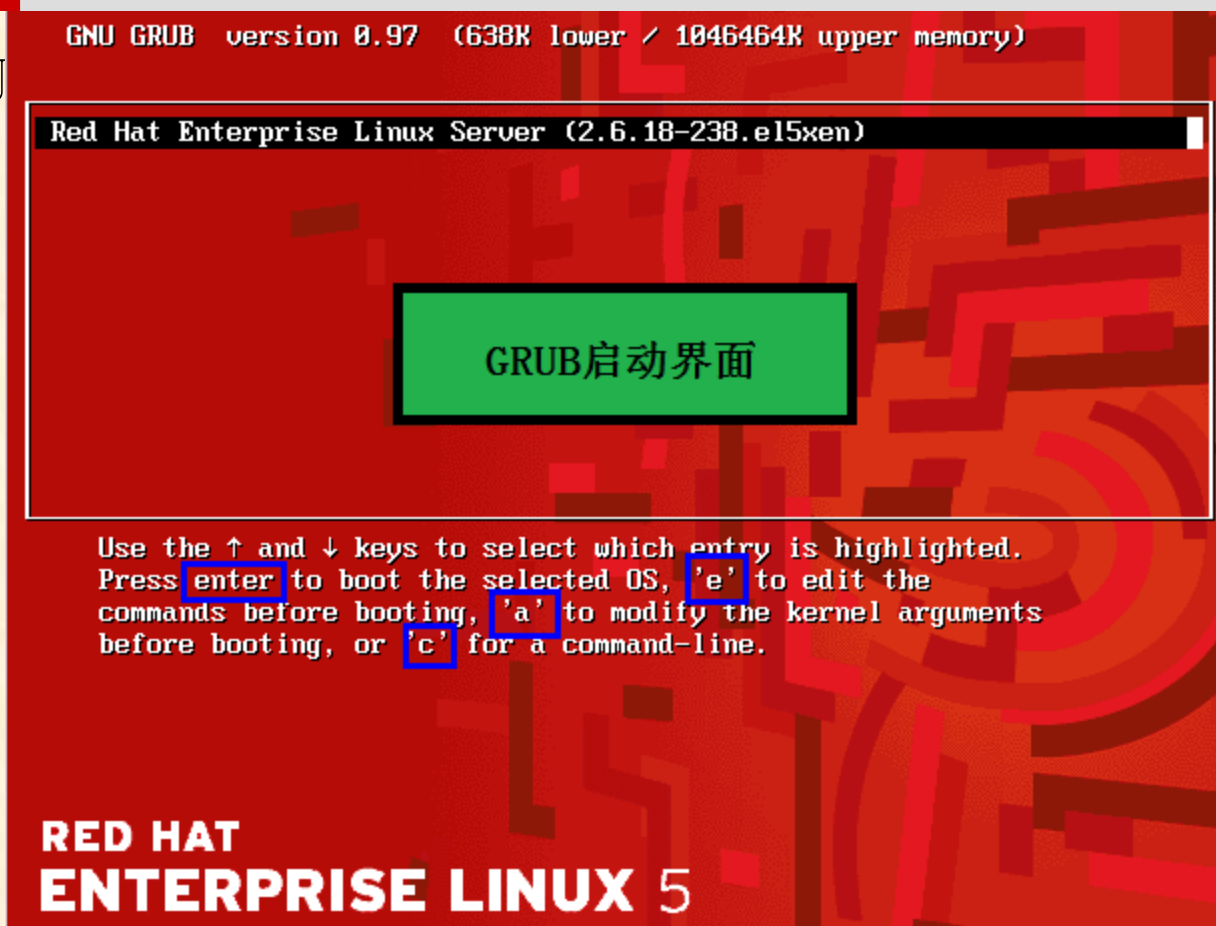 GNU GRUB version 0.97 (638K lower / 1046464K upper memory)
Red Hat Enterprise Linux Server (2.6.18-238.el5xen)
GRUB启动界面
Use the ↑ and ↓ keys to select which entry is highlighted.
Press enter to boot the selected OS, 'e' to edit the
commands before booting, 'a' to modify the kernel arguments
before booting, or 'c' for a command-line.
RED HAT
ENTERPRISE LINUX 5